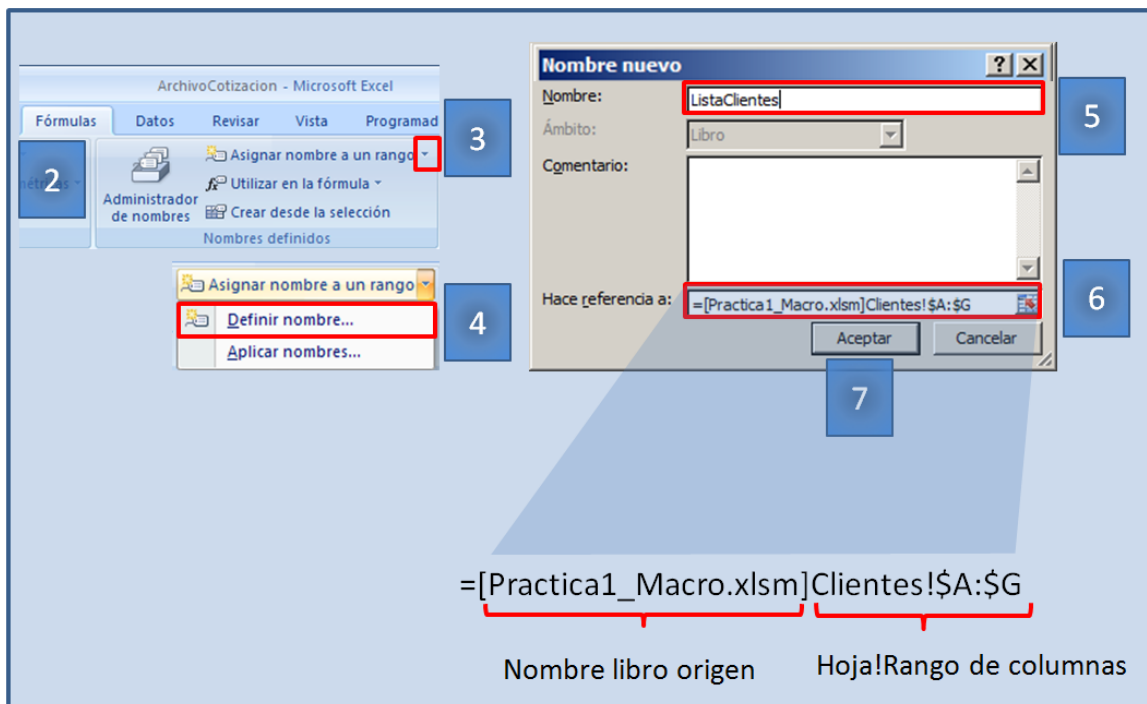 ArchivoCotizacion - Microsoft Excel
Fórmulas Datos Revisar Vista Programad
3
2
Administrador de nombres
Asignar nombre a un rango
Utilizar en la fórmula
Crear desde la selección
Nombres definidos
Asignar nombre a un rango
Definir nombre...
Aplicar nombres...
4
Nombre nuevo
Nombre: ListaClientes
5
Ámbito: Libro
Comentario:
Hace referencia a: =[Practica1_Macro.xlsm]Clientes!$A:$G
6
Aceptar Cancelar
7
=[Practica1_Macro.xlsm]Clientes!$A:$G
Nombre libro origen Hoja!Rango de columnas